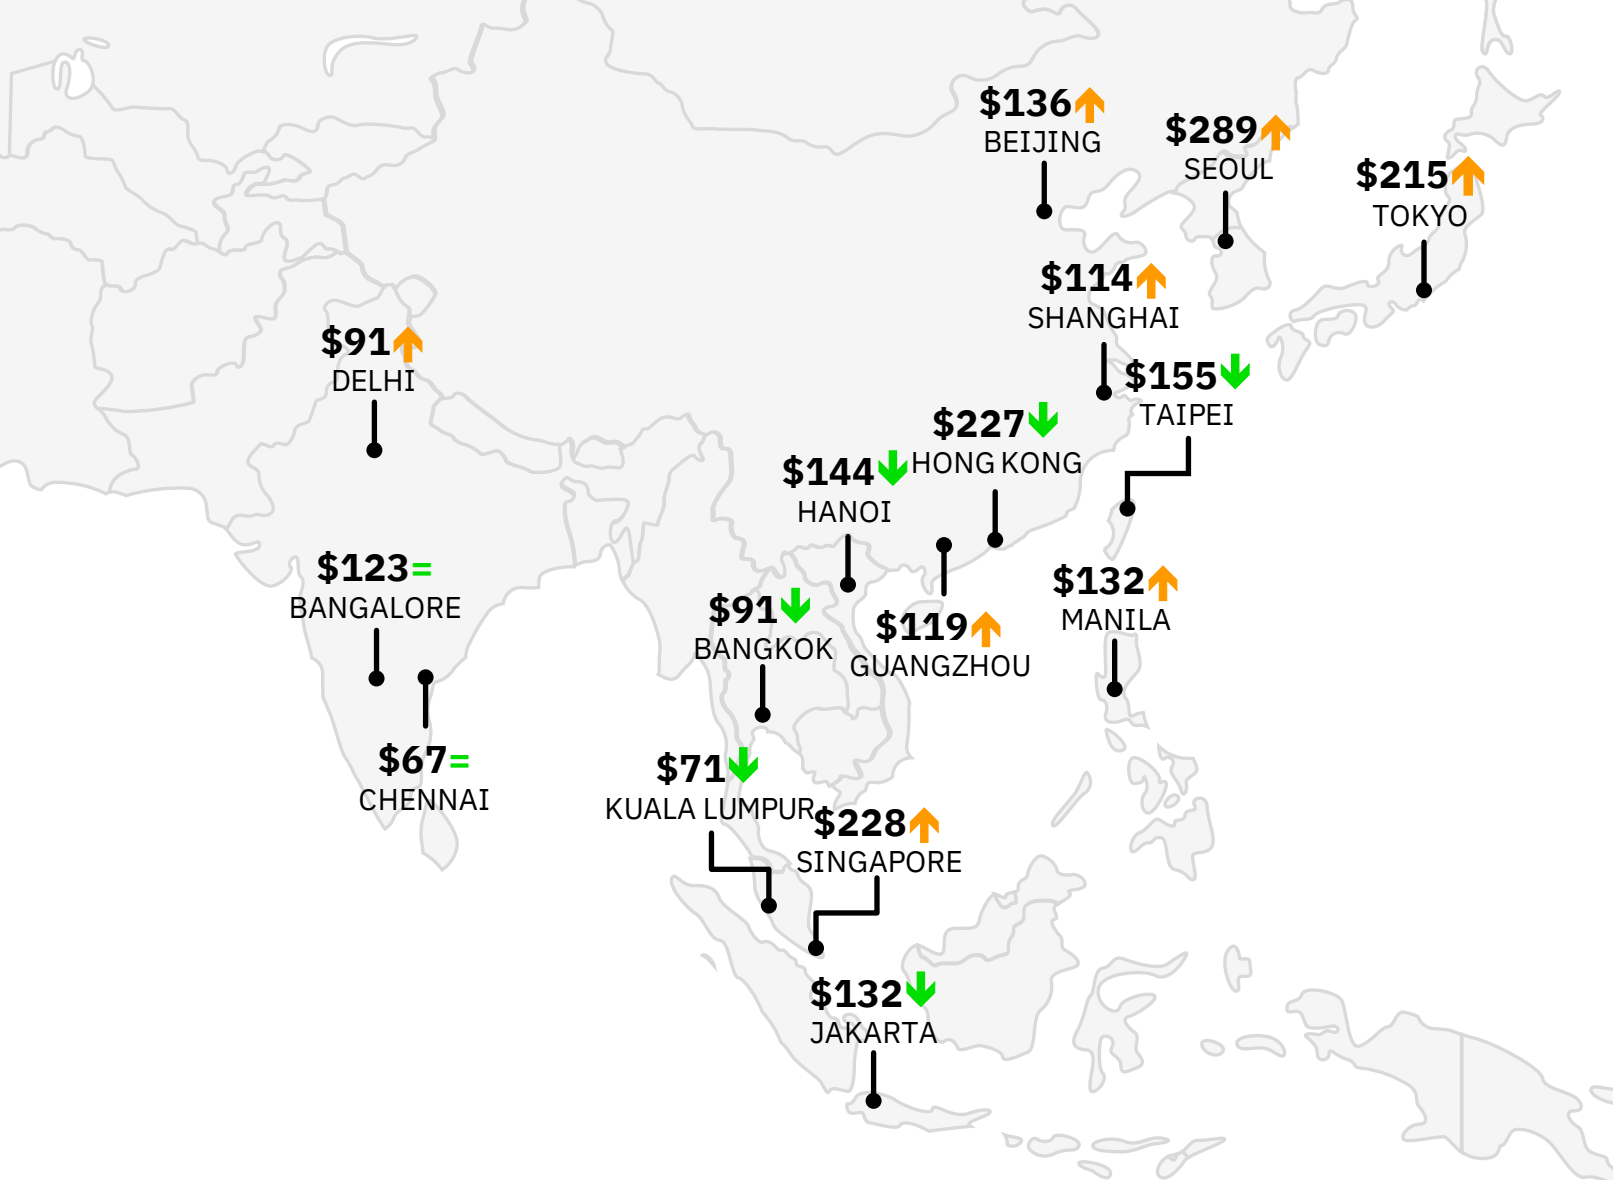 $136
BEIJING
$289
SEOUL
$215
TOKYO
$114
SHANGHAI
$91
DELHI
$155
TAIPEI
$227
HONG KONG
$144
HANOI
$123=
BANGALORE
$132
MANILA
$91
BANGKOK
$119
GUANGZHOU
$67=
CHENNAI
$71
KUALA LUMPUR
$228
SINGAPORE
$132
JAKARTA